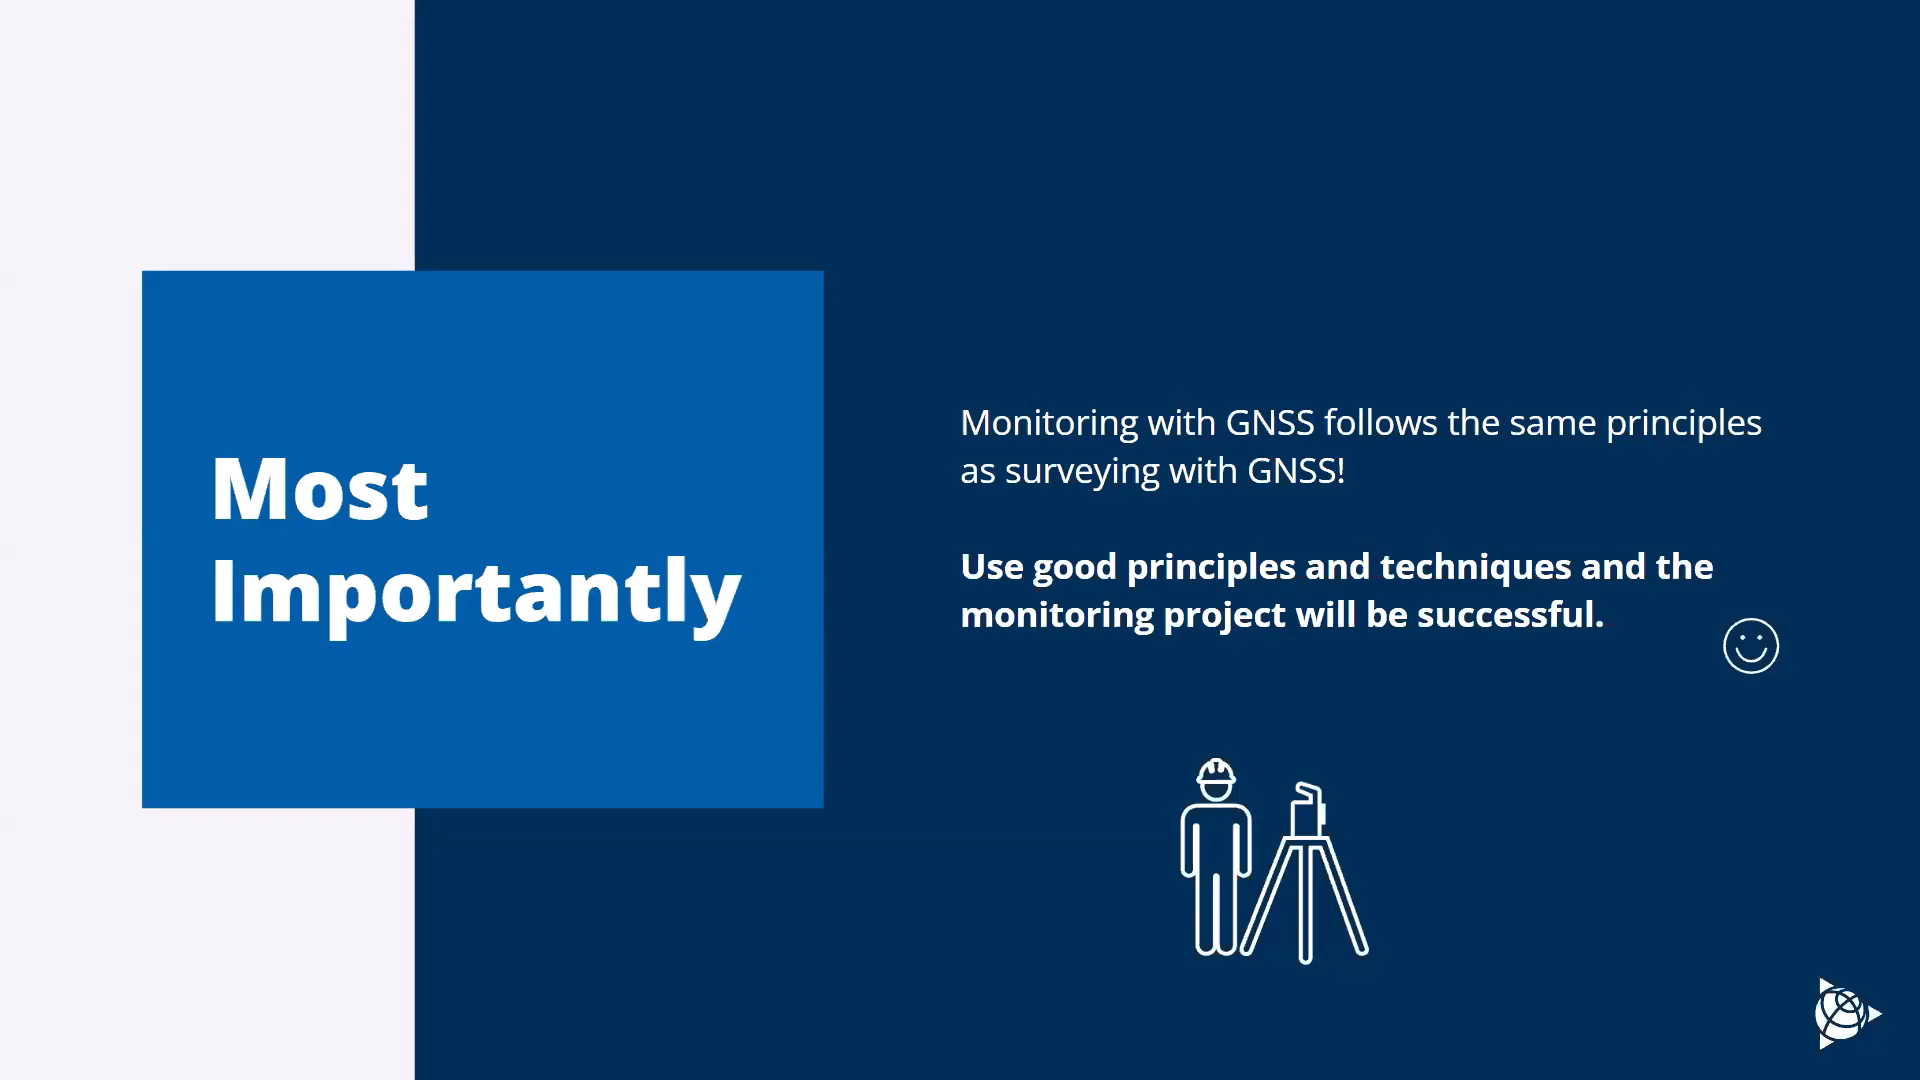 Most
Importantly
Monitoring with GNSS follows the same principles
as surveying with GNSS!
Use good principles and techniques and the
monitoring project will be successful.